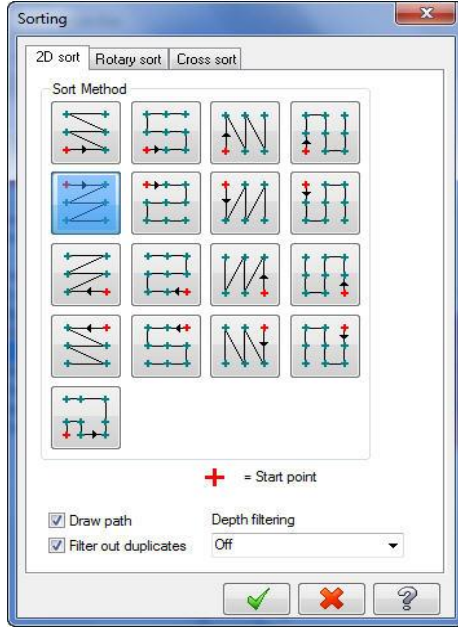 Sorting
2D sort Rotary sort Cross sort
Sort Method
= Start point
Draw path Depth filtering
Filter out duplicates Off